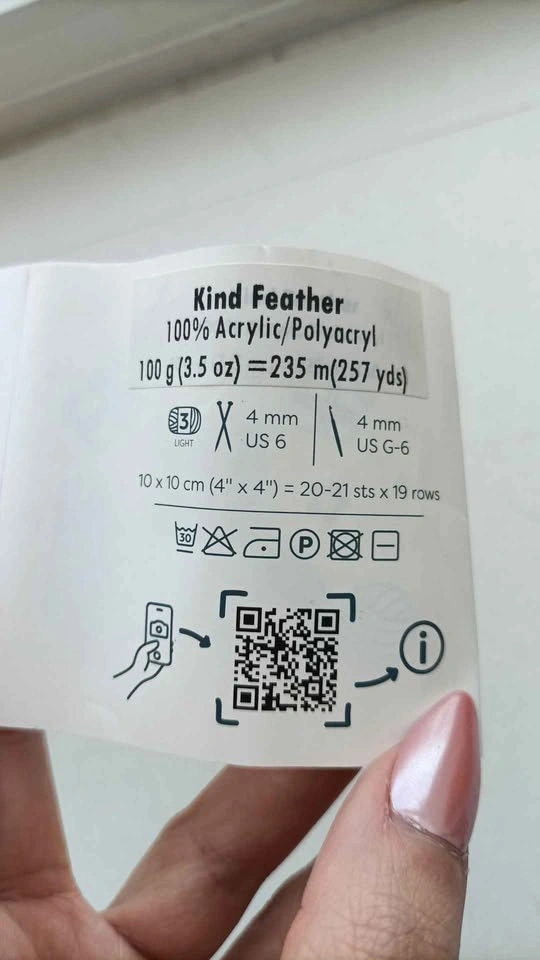 Kind Feather
100% Acrylic/Polyacryl
100 g (3.5 oz) =235 m(257 yds)
3
LIGHT
4 mm
US 6
4 mm
US G-6
10 x 10 cm (4" x 4") = 20-21 sts x 19 rows
30
P
i